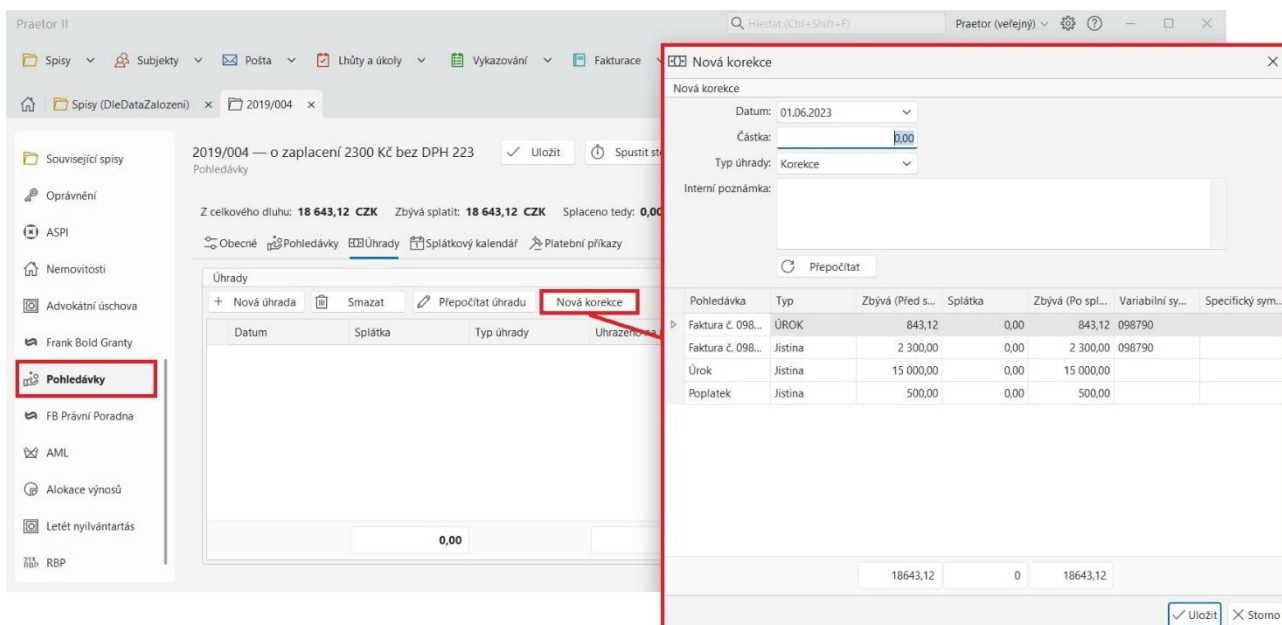 Praetor II
Hledat (Ctrl+Shift+F)
Praetor (veřejný)
Spisy
Subjekty
Pošta
Lhůty a úkoly
Vykazování
Fakturace
Spisy (DleDataZalozeni)
2019/004
Související spisy
Oprávnění
ASPI
Nemovitosti
Advokátní úschova
Frank Bold Granty
Pohledávky
FB Právní Poradna
AML
Alokace výnosů
Letét nyilvántartás
RBP
2019/004 — o zaplacení 2300 Kč bez DPH 223
Uložit
Spustit st
Pohledávky
Z celkového dluhu: 18 643,12 CZK Zbývá splatit: 18 643,12 CZK Splaceno tedy: 0,00
Obecné Pohledávky Úhrady Splátkový kalendář Platební příkazy
Úhrady
+ Nová úhrada Smazat Přepočítat úhradu Nová korekce
Datum Splátka Typ úhrady Uhrazeno
0,00
Nová korekce
Nová korekce
Datum: 01.06.2023
Částka: 0,00
Typ úhrady: Korekce
Interní poznámka:
Přepočítat
Pohledávka Typ Zbývá (Před s... Splátka Zbývá (Po spl... Variabilní sy... Specifický sym...
Faktura č. 098... ÚROK 843,12 0,00 843,12 098790
Faktura č. 098... Jistina 2 300,00 0,00 2 300,00 098790
Úrok Jistina 15 000,00 0,00 15 000,00
Poplatek Jistina 500,00 0,00 500,00
18643,12 0 18643,12
Uložit Storno